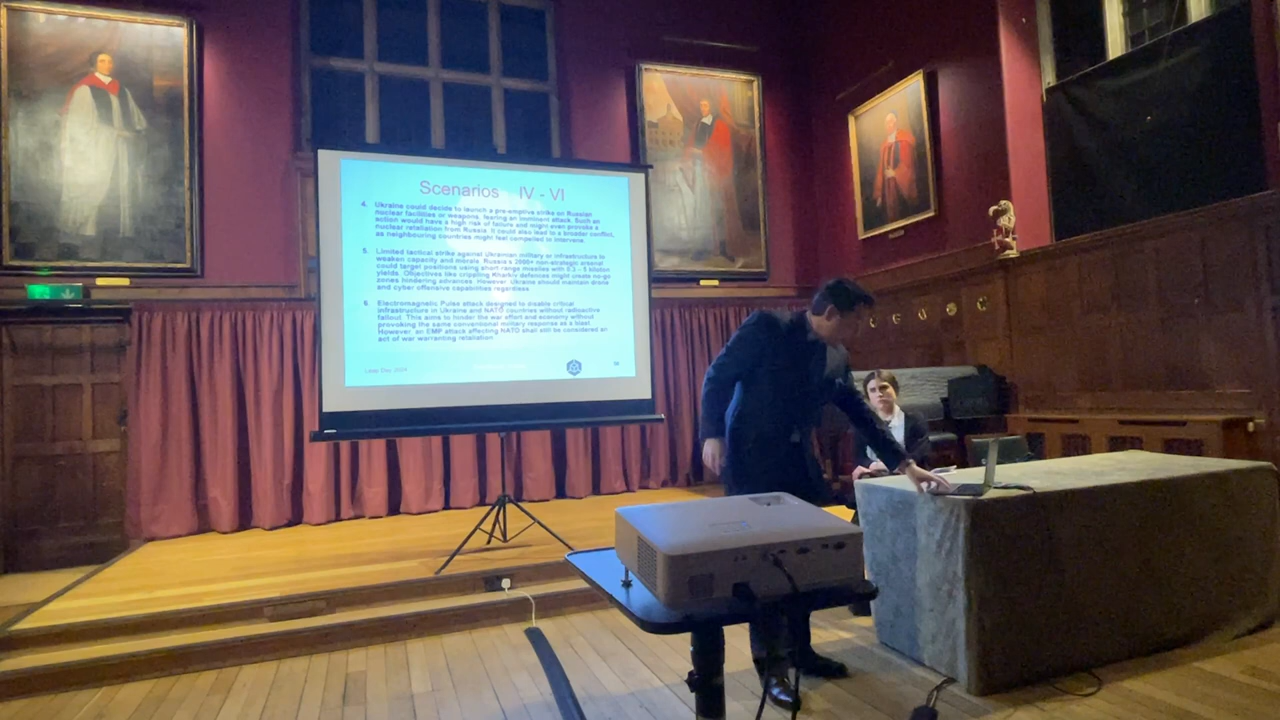 Scenarios IV - VI
4. Ukraine could decide to launch a pre-emptive strike on Russian
nuclear facilities or weapons, fearing an imminent attack. Such an
action would have a high risk of failure and might even provoke a
nuclear retaliation from Russia. It could also lead to a broader conflict,
as neighbouring countries might feel compelled to intervene.
5. Limited tactical strike against Ukrainian military or infrastructure to
weaken capacity and morale. Russia's 2000+ non-strategic arsenal
could target positions using short-range missiles with 0.3 - 5 kiloton
yields. Objectives like crippling Kharkiv defences might create no-go
zones hindering advances. However, Ukraine should maintain drone
and cyber offensive capabilities regardless.
6. Electromagnetic Pulse attack designed to disable critical
infrastructure in Ukraine and NATO countries without radioactive
fallout. This aims to hinder the war effort and economy without
provoking the same conventional military response as a blast.
However, an EMP attack affecting NATO shall still be considered an
act of war warranting retaliation.
Leap Day 2024